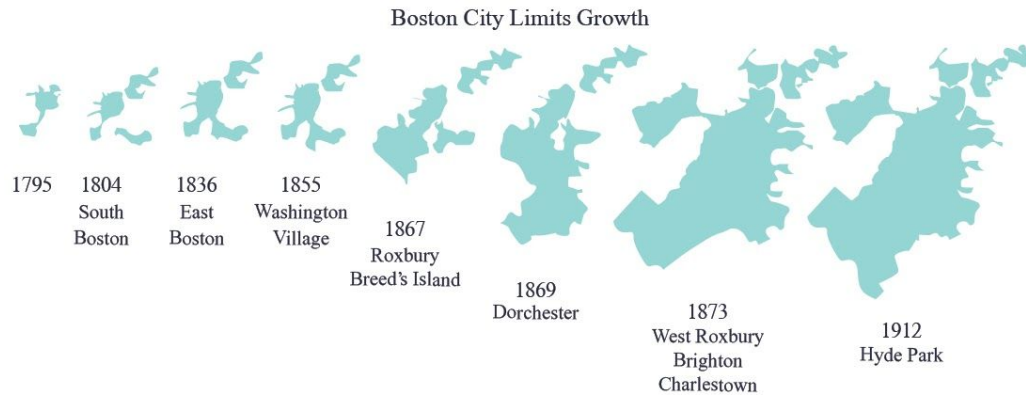 Boston City Limits Growth
1795
1804
South
Boston
1836
East
Boston
1855
Washington
Village
1867
Roxbury
Breed's Island
1869
Dorchester
1873
West Roxbury
Brighton
Charlestown
1912
Hyde Park